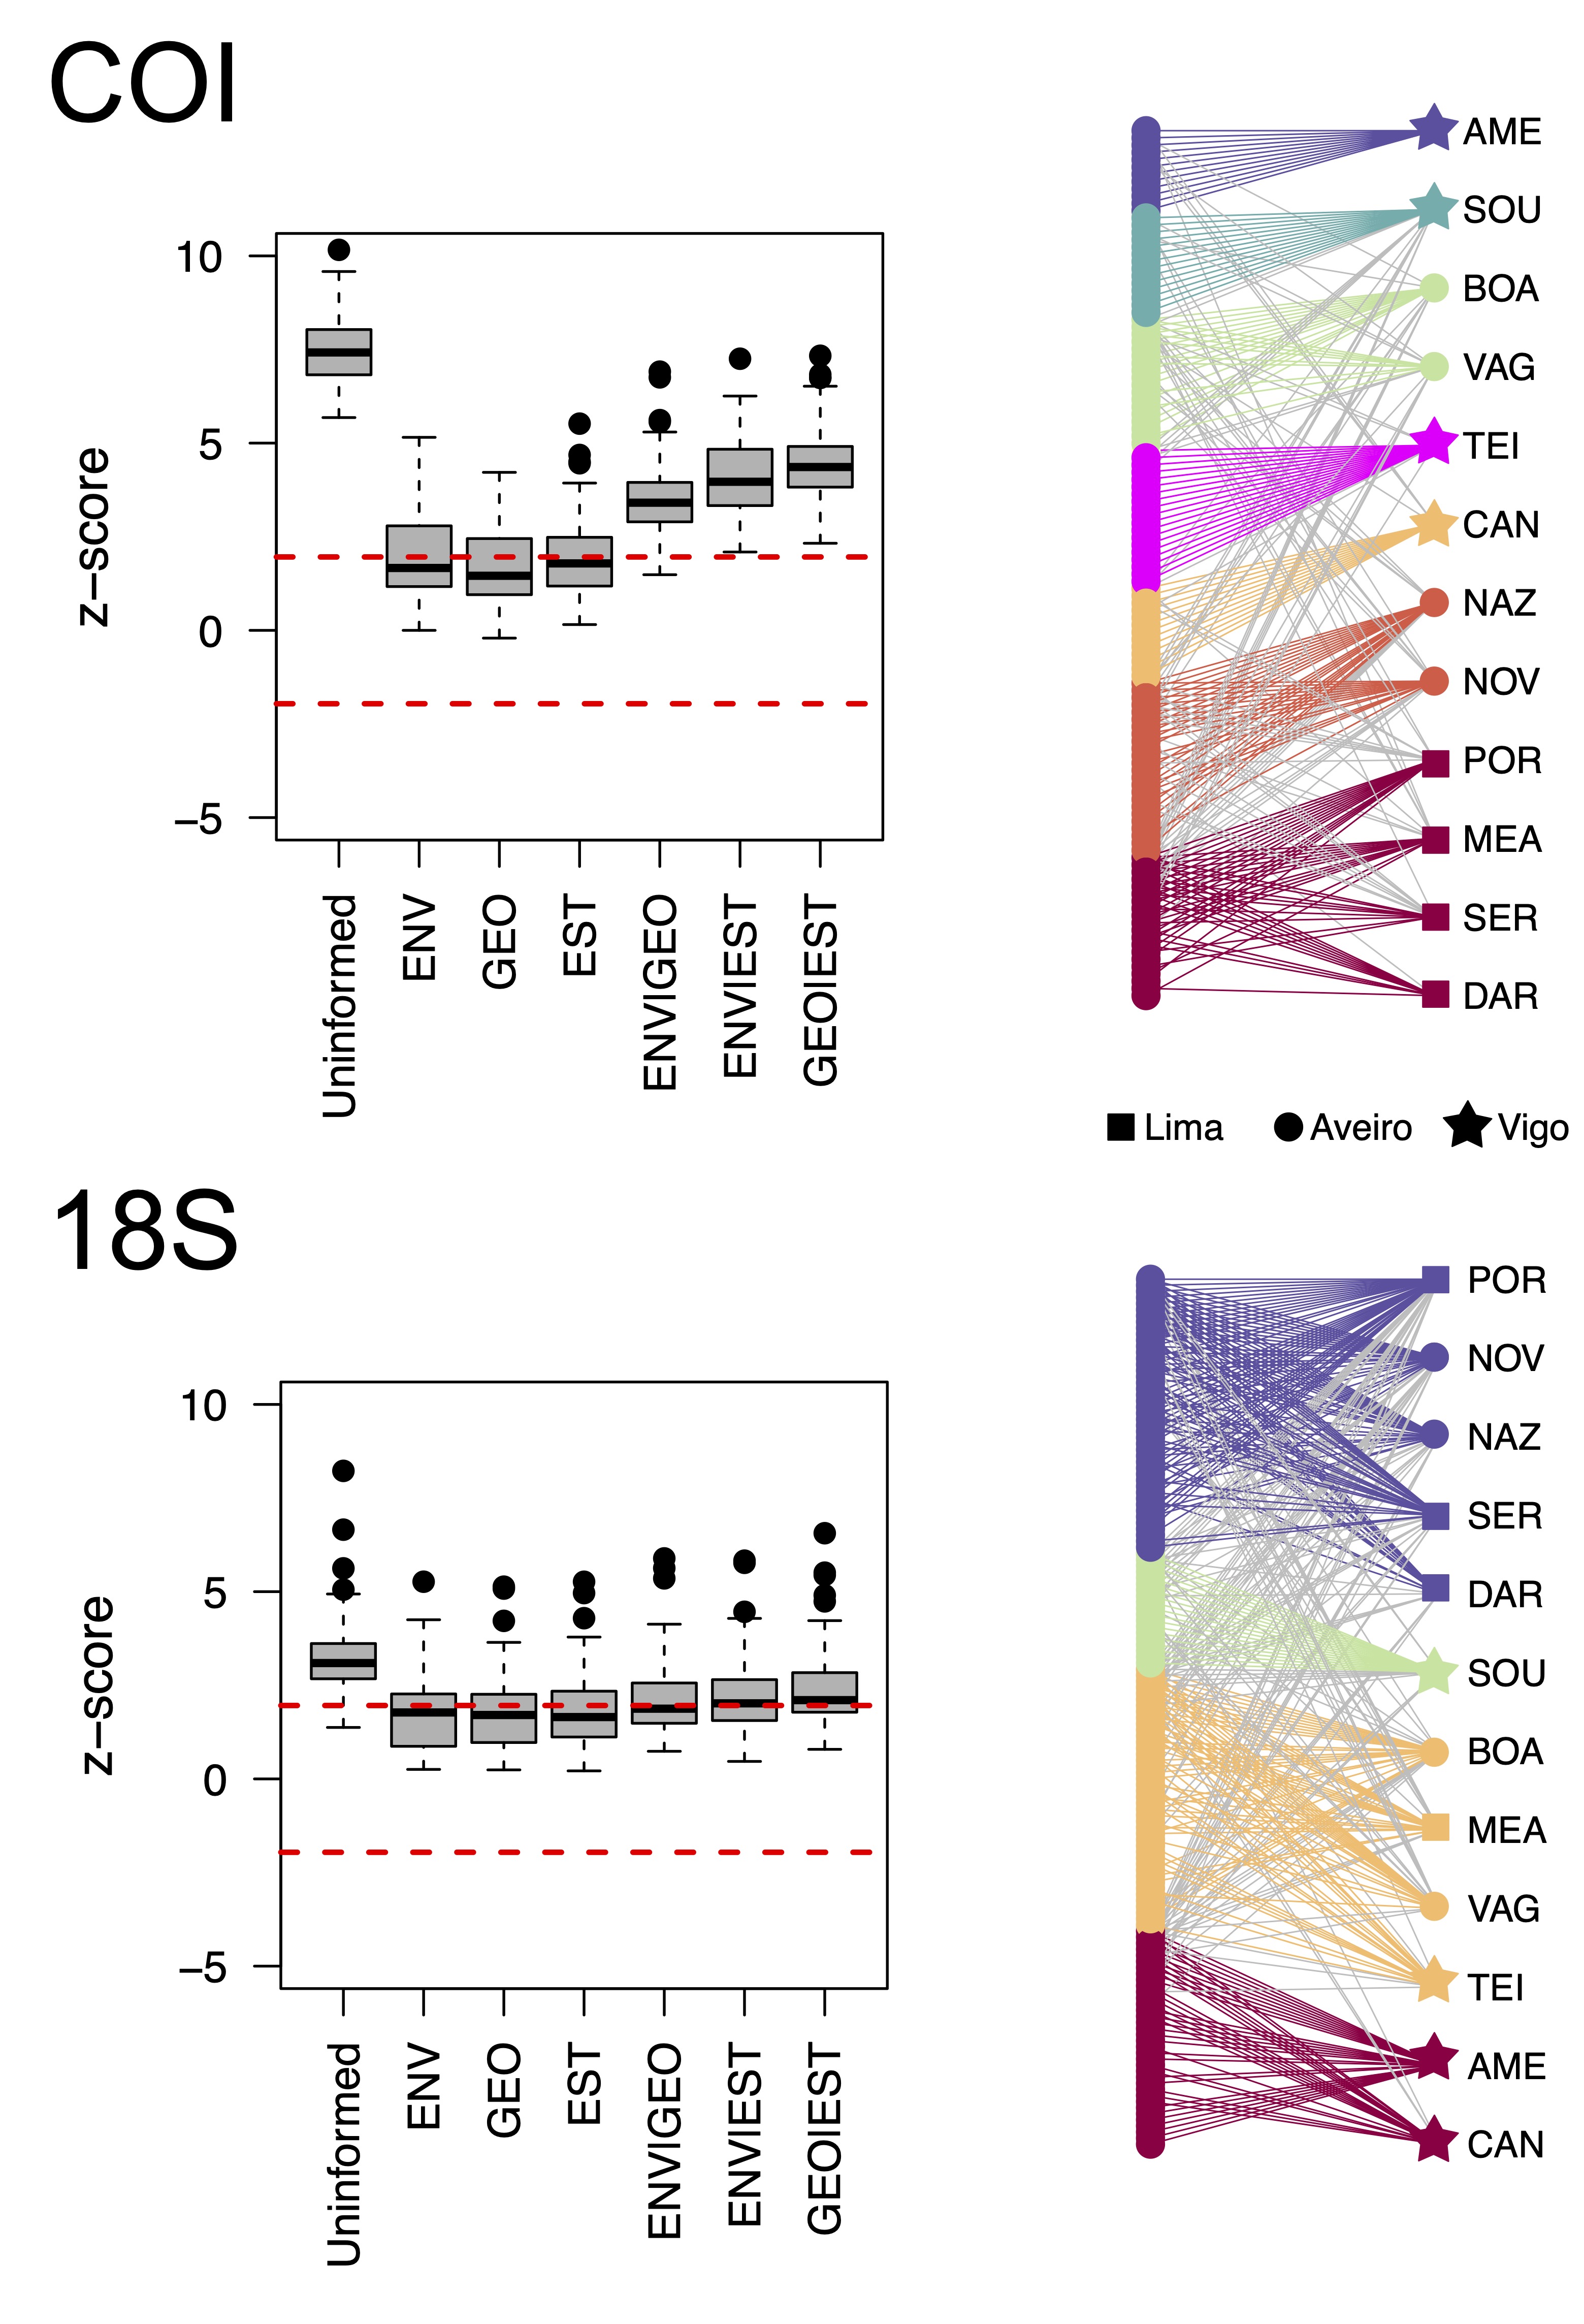 COI
AME
SOU
BOA
VAG
TEI
CAN
NAZ
NOV
POR
MEA
SER
DAR
10
5
0
−5
z−score
Uninformed
ENV
GEO
EST
ENVIGEO
ENVIEST
GEOIEST
Lima Aveiro Vigo
18S
POR
NOV
NAZ
SER
DAR
SOU
BOA
MEA
VAG
TEI
AME
CAN
10
5
0
−5
z−score
Uninformed
ENV
GEO
EST
ENVIGEO
ENVIEST
GEOIEST